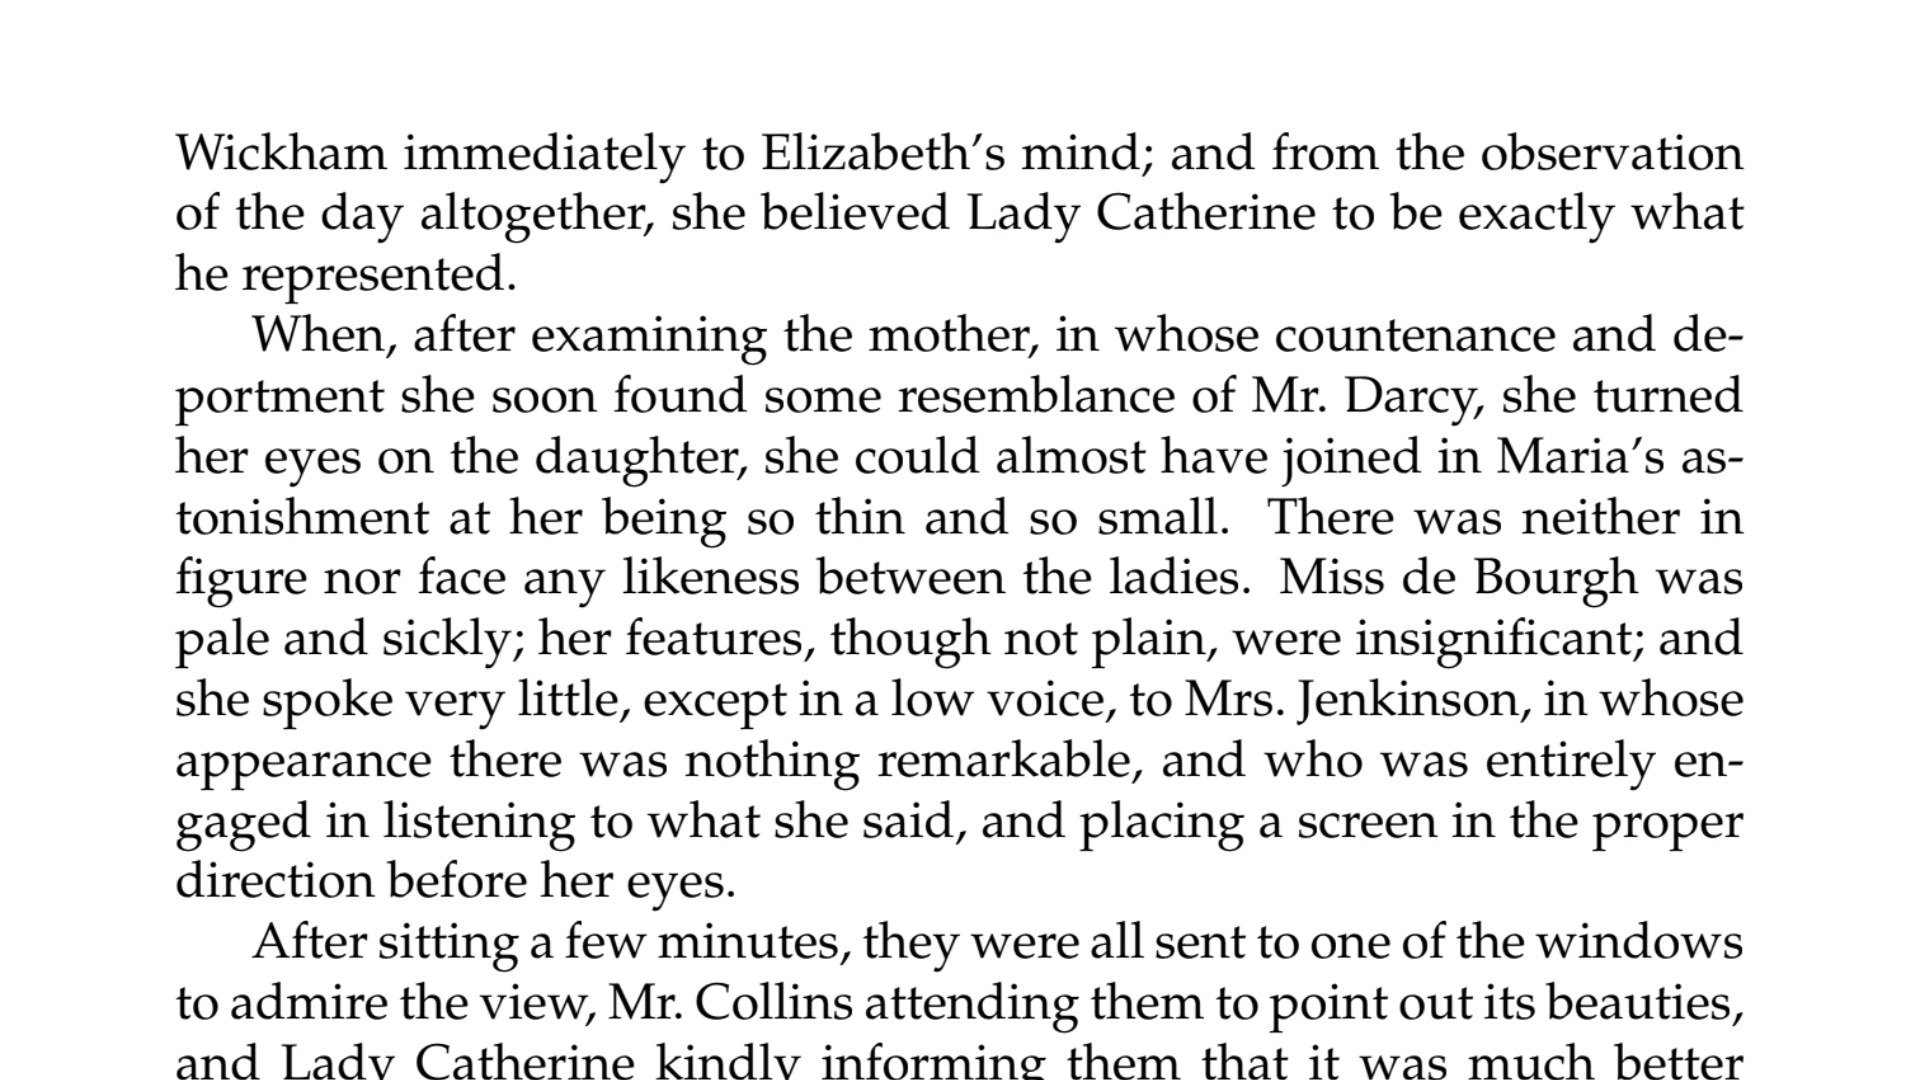 Wickham immediately to Elizabeth’s mind; and from the observation
of the day altogether, she believed Lady Catherine to be exactly what
he represented.
When, after examining the mother, in whose countenance and de-
portment she soon found some resemblance of Mr. Darcy, she turned
her eyes on the daughter, she could almost have joined in Maria’s as-
tonishment at her being so thin and so small. There was neither in
figure nor face any likeness between the ladies. Miss de Bourgh was
pale and sickly; her features, though not plain, were insignificant; and
she spoke very little, except in a low voice, to Mrs. Jenkinson, in whose
appearance there was nothing remarkable, and who was entirely en-
gaged in listening to what she said, and placing a screen in the proper
direction before her eyes.
After sitting a few minutes, they were all sent to one of the windows
to admire the view, Mr. Collins attending them to point out its beauties,
and Lady Catherine kindly informing them that it was much better